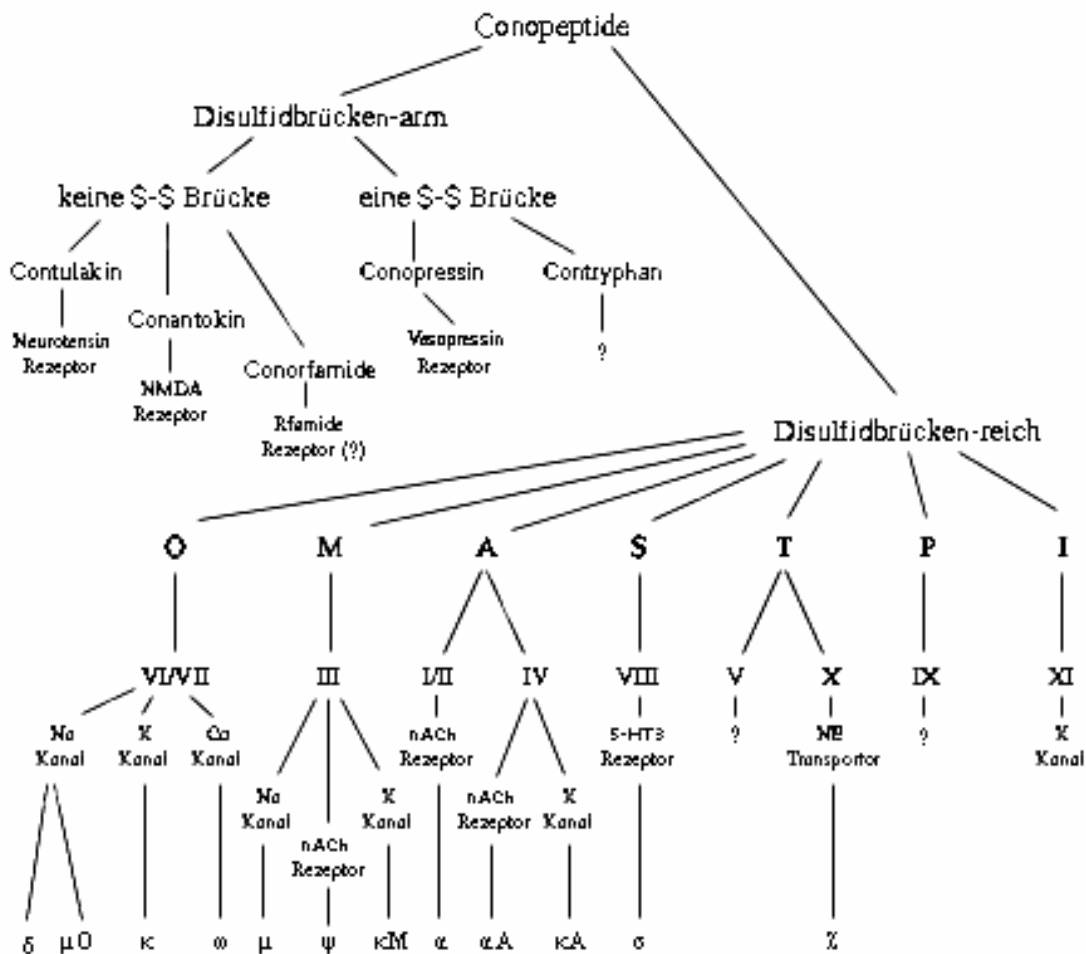 Conopeptide
Disulfidbrücken-arm
keine S-S Brücke
eine S-S Brücke
Contulakin
Conopressin
Contryphan
Neurotensin
Rezeptor
Conantokin
Vasopressin
Rezeptor
?
NMDA
Rezeptor
Conorfamide
Rfamide
Rezeptor (?)
Disulfidbrücken-reich
O M A S T P I
VI/VII III I/II IV VIII V X IX XI
Na
Kanal
K
Kanal
Ca
Kanal
nACh
Rezeptor
5-HT3
Rezeptor
?
NE
Transportor
?
K
Kanal
Na
Kanal
nACh
Rezeptor
K
Kanal
nACh
Rezeptor
K
Kanal
δ μO κ ω μ ψ κM α αA κA σ χ